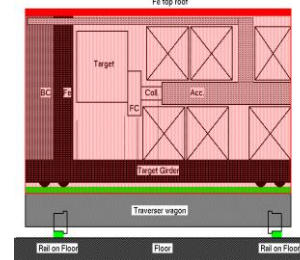 Fe top roof
Target
BC
Fe
FC
Coll.
Acc.
Target Girder
Traverser wagon
Rail on Floor
Floor
Rail on Floor